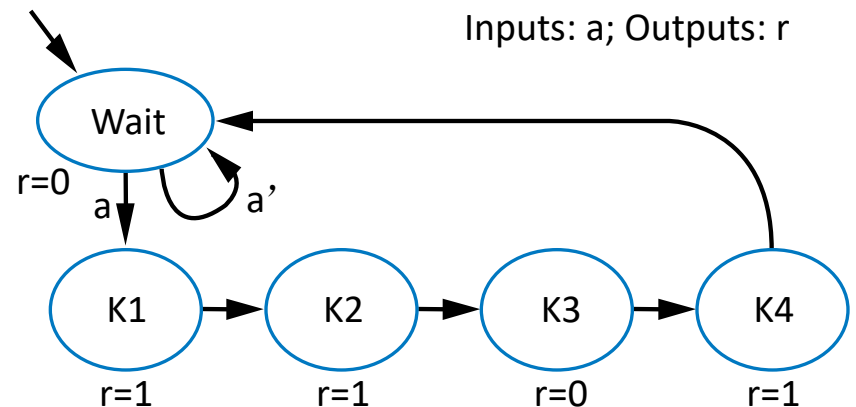 Inputs: a; Outputs: r
Wait
r=0
a
a’
K1
K2
K3
K4
r=1
r=1
r=0
r=1